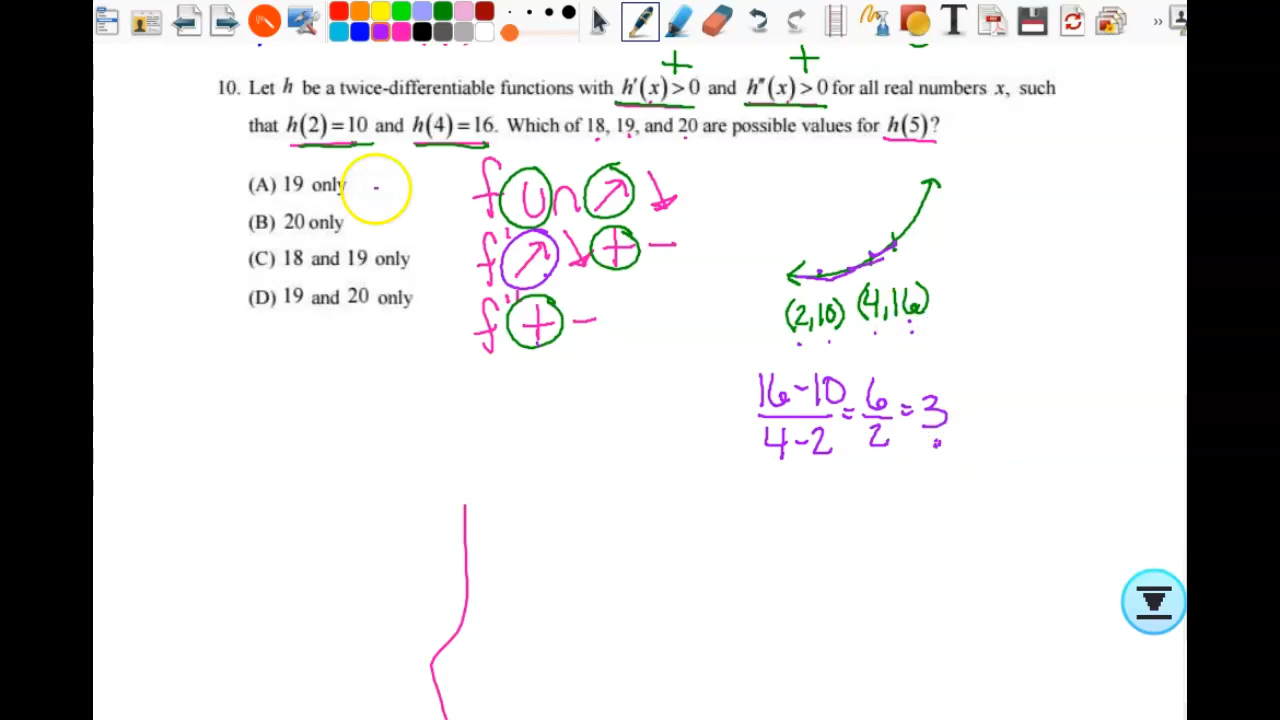 + +
10. Let h be a twice-differentiable functions with h′(x)>0 and h″(x)>0 for all real numbers x, such
that h(2)=10 and h(4)=16. Which of 18, 19, and 20 are possible values for h(5)?
(A) 19 only
(B) 20 only
(C) 18 and 19 only
(D) 19 and 20 only
f ∪ ∩ ↗ ↘
f' ↗ ↘ + −
f'' + −
(2,10) (4,16)
16-10 / 4-2 = 6/2 = 3
T
»